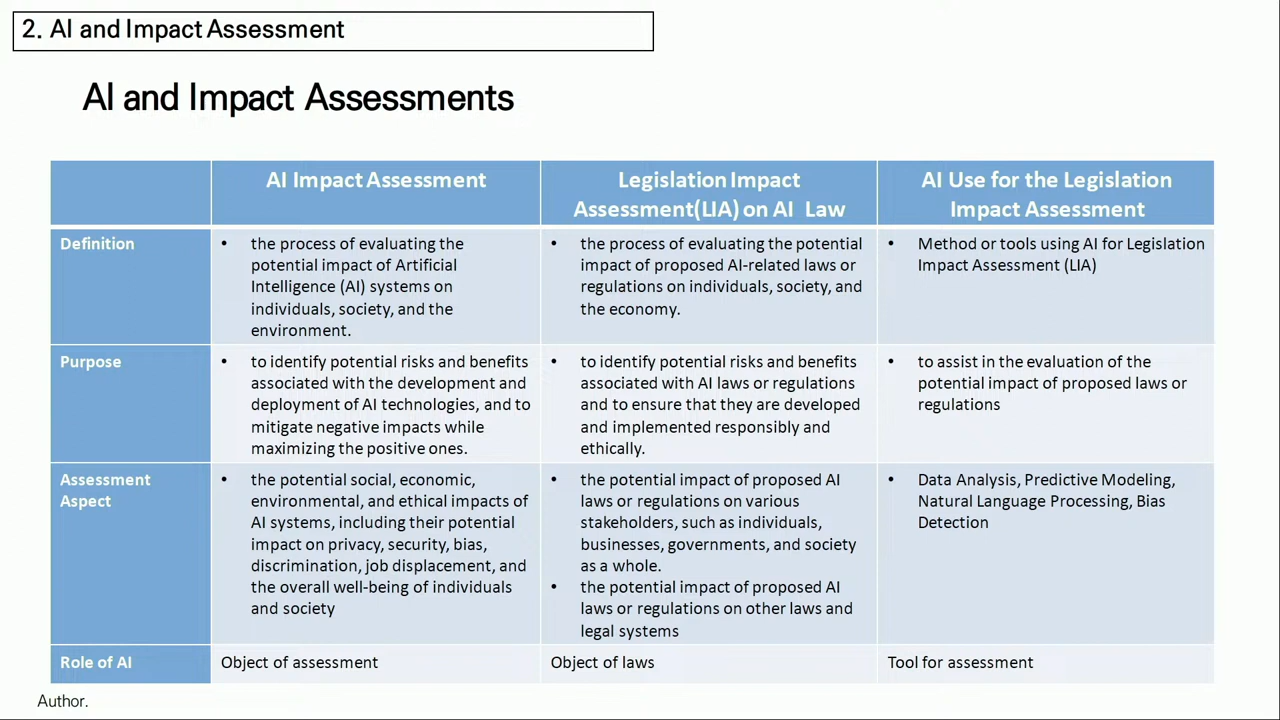 2. AI and Impact Assessment
AI and Impact Assessments
AI Impact Assessment
Legislation Impact
Assessment(LIA) on AI Law
AI Use for the Legislation
Impact Assessment
Definition
• the process of evaluating the
potential impact of Artificial
Intelligence (AI) systems on
individuals, society, and the
environment.
• the process of evaluating the potential
impact of proposed AI-related laws or
regulations on individuals, society, and
the economy.
• Method or tools using AI for Legislation
Impact Assessment (LIA)
Purpose
• to identify potential risks and benefits
associated with the development and
deployment of AI technologies, and to
mitigate negative impacts while
maximizing the positive ones.
• to identify potential risks and benefits
associated with AI laws or regulations
and to ensure that they are developed
and implemented responsibly and
ethically.
• to assist in the evaluation of the
potential impact of proposed laws or
regulations
Assessment
Aspect
• the potential social, economic,
environmental, and ethical impacts of
AI systems, including their potential
impact on privacy, security, bias,
discrimination, job displacement, and
the overall well-being of individuals
and society
• the potential impact of proposed AI
laws or regulations on various
stakeholders, such as individuals,
businesses, governments, and society
as a whole.
• the potential impact of proposed AI
laws or regulations on other laws and
legal systems
• Data Analysis, Predictive Modeling,
Natural Language Processing, Bias
Detection
Role of AI
Object of assessment
Object of laws
Tool for assessment
Author.